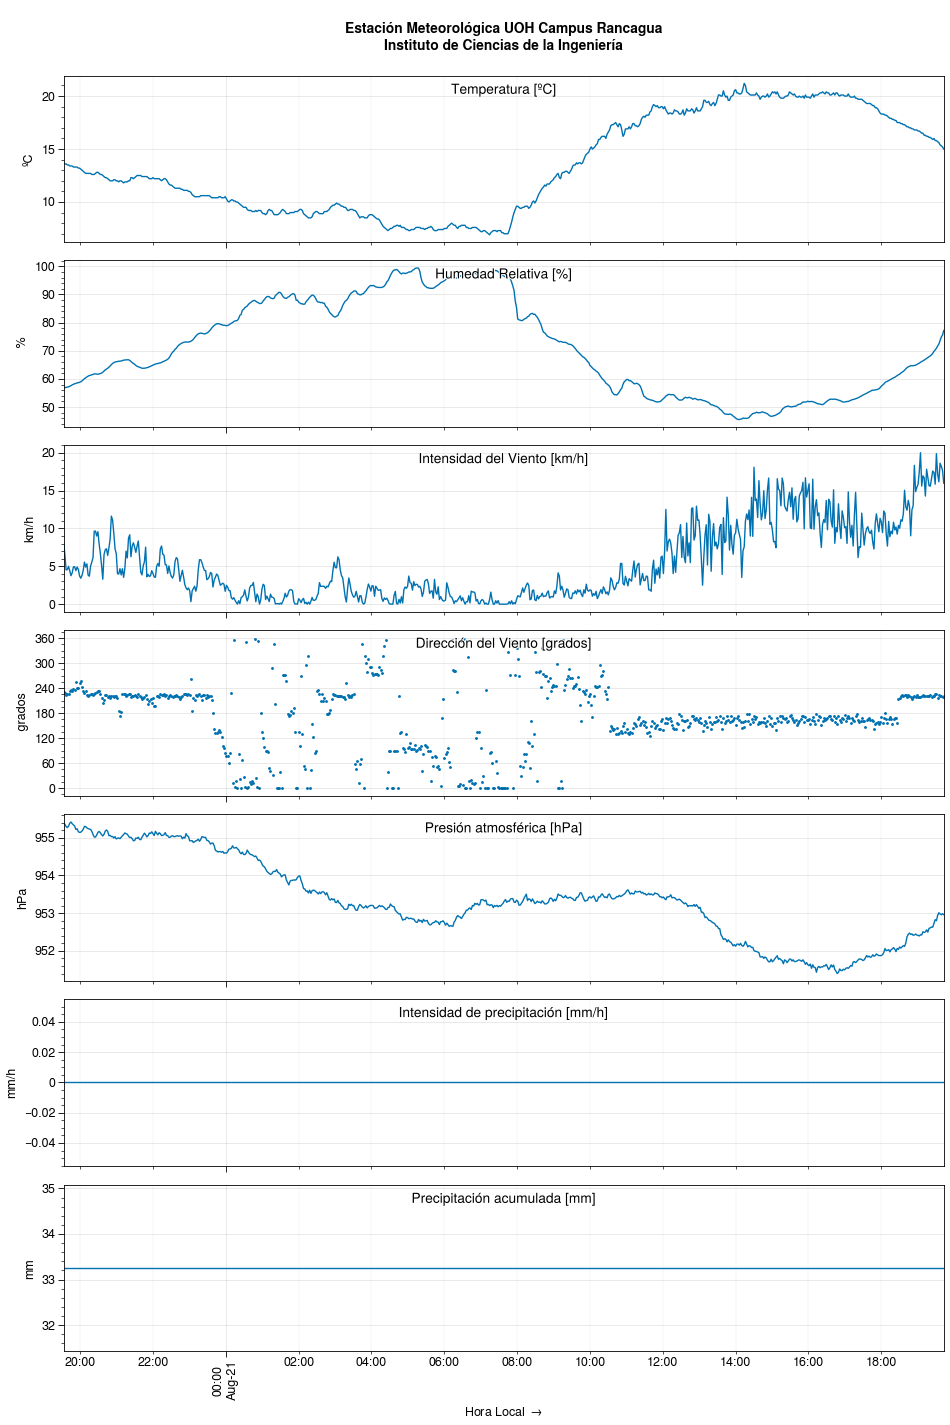 Estación Meteorológica UOH Campus Rancagua
Instituto de Ciencias de la Ingeniería
Temperatura [ºC]
20
15
10
ºC
Humedad Relativa [%]
100
90
80
70
60
50
%
Intensidad del Viento [km/h]
20
15
10
5
0
km/h
Dirección del Viento [grados]
360
300
240
180
120
60
0
grados
Presión atmosférica [hPa]
955
954
953
952
hPa
Intensidad de precipitación [mm/h]
0.04
0.02
0
−0.02
−0.04
mm/h
Precipitación acumulada [mm]
35
34
33
32
mm
20:00 22:00 00:00 02:00 04:00 06:00 08:00 10:00 12:00 14:00 16:00 18:00
Aug-21
Hora Local →